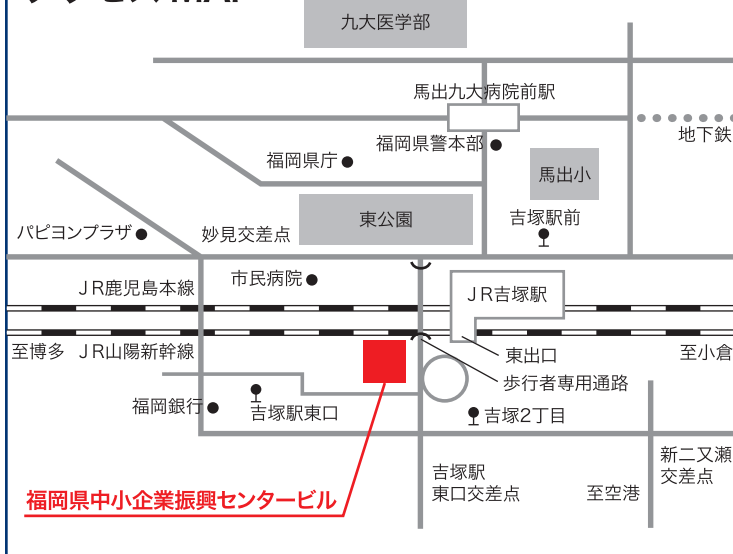 九大医学部
馬出九大病院前駅
地下鉄
福岡県警本部
福岡県庁
馬出小
東公園
吉塚駅前
パピヨンプラザ
妙見交差点
市民病院
JR鹿児島本線
JR吉塚駅
至博多
JR山陽新幹線
東出口
至小倉
歩行者専用通路
福岡銀行
吉塚駅東口
吉塚2丁目
吉塚駅
東口交差点
新二又瀬
交差点
至空港
福岡県中小企業振興センタービル